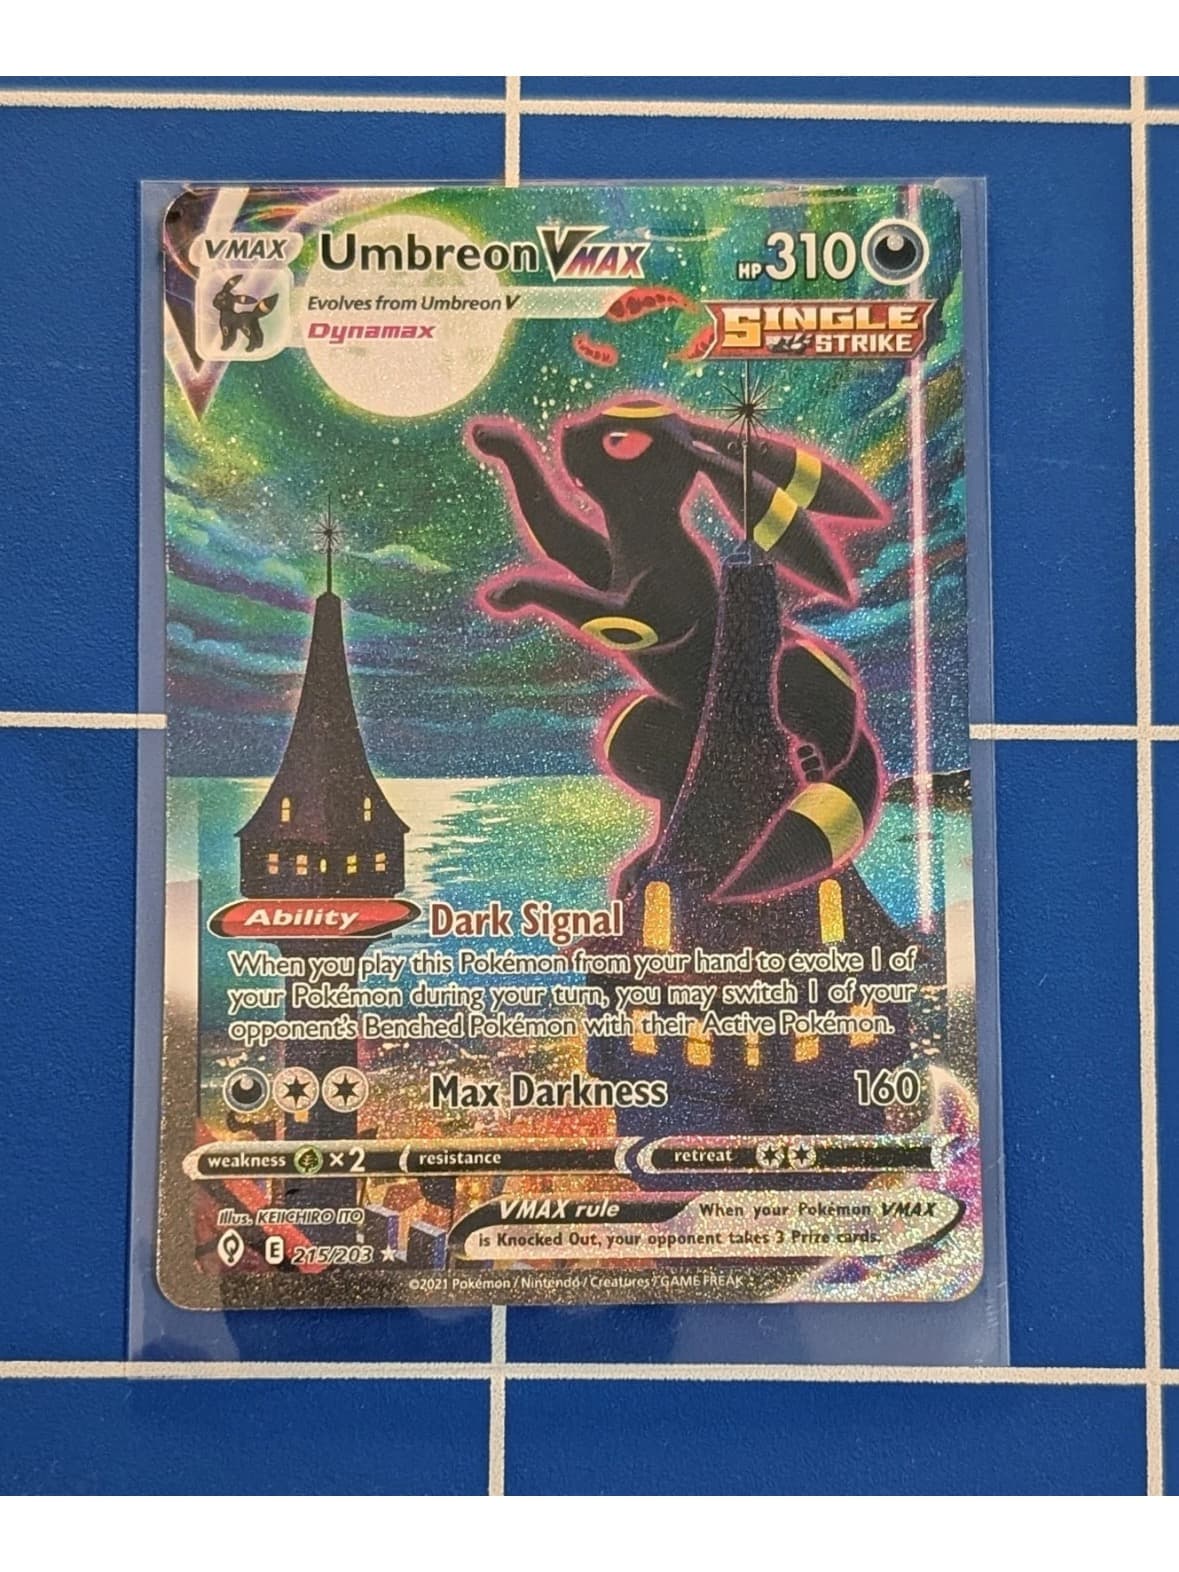 VMAX
Umbreon VMAX
HP 310
Evolves from Umbreon V
Dynamax
SINGLE
STRIKE
Ability Dark Signal
When you play this Pokémon from your hand to evolve 1 of
your Pokémon during your turn, you may switch 1 of your
opponent's Benched Pokémon with their Active Pokémon.
Max Darkness 160
weakness ×2 resistance retreat
Illus. KEIICHIRO ITO
VMAX rule When your Pokémon VMAX
is Knocked Out, your opponent takes 3 Prize cards.
E 215/203
©2021 Pokémon / Nintendo / Creatures / GAME FREAK